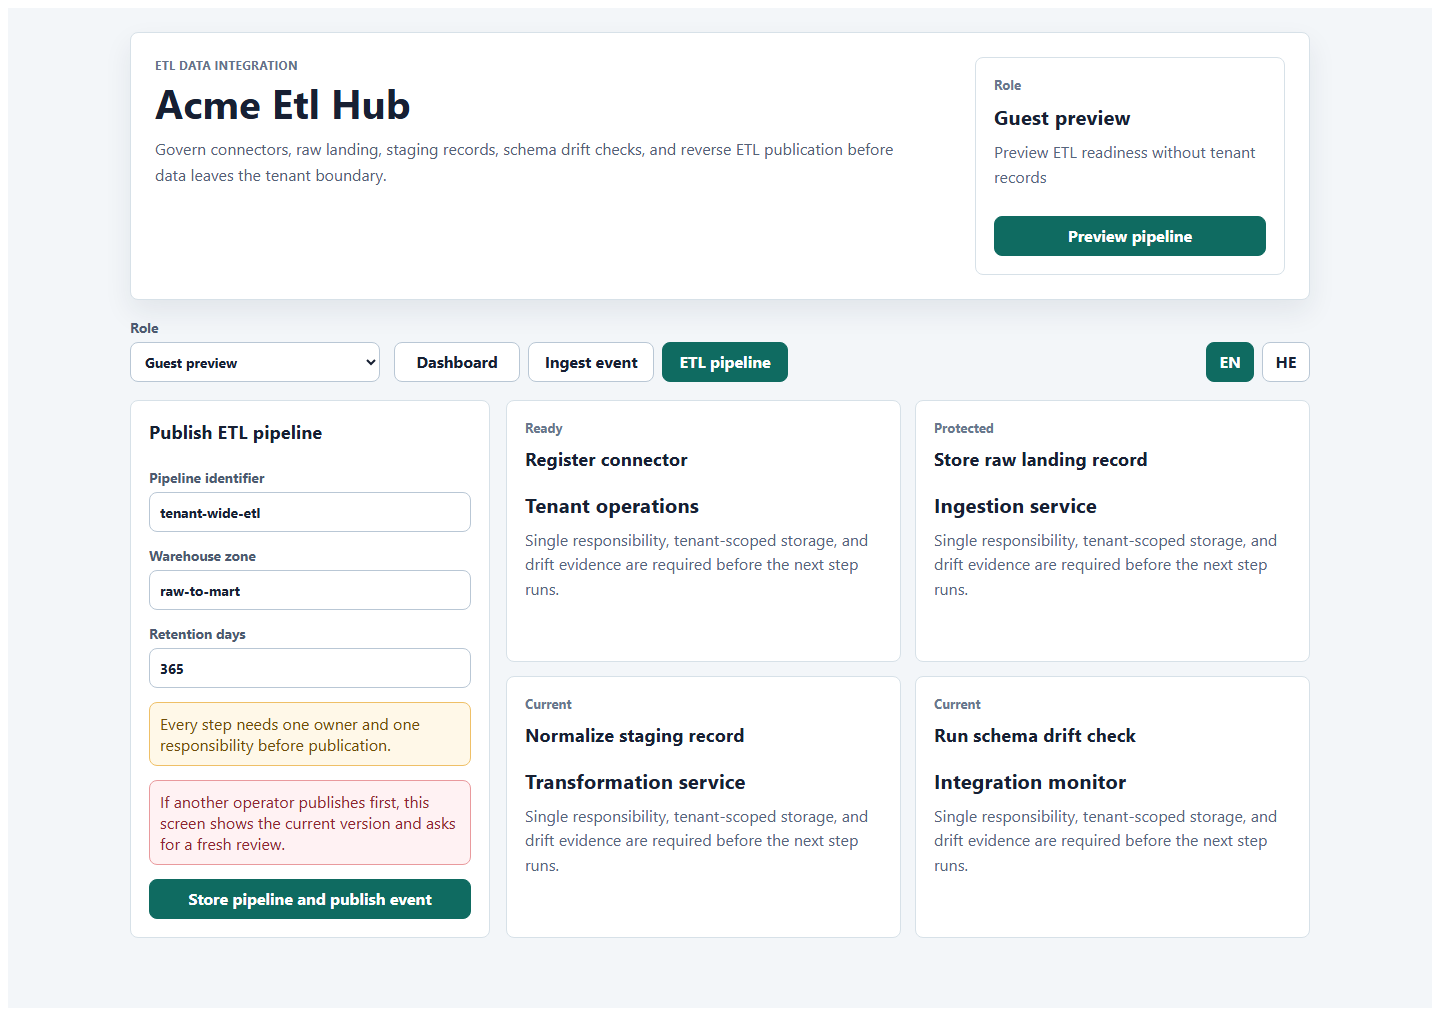 ETL DATA INTEGRATION
Acme Etl Hub
Govern connectors, raw landing, staging records, schema drift checks, and reverse ETL publication before
data leaves the tenant boundary.
Role
Guest preview
Preview ETL readiness without tenant
records
Preview pipeline
Role
Guest preview
Dashboard
Ingest event
ETL pipeline
EN
HE
Publish ETL pipeline
Pipeline identifier
tenant-wide-etl
Warehouse zone
raw-to-mart
Retention days
365
Every step needs one owner and one
responsibility before publication.
If another operator publishes first, this
screen shows the current version and asks
for a fresh review.
Store pipeline and publish event
Ready
Register connector
Tenant operations
Single responsibility, tenant-scoped storage, and
drift evidence are required before the next step
runs.
Protected
Store raw landing record
Ingestion service
Single responsibility, tenant-scoped storage, and
drift evidence are required before the next step
runs.
Current
Normalize staging record
Transformation service
Single responsibility, tenant-scoped storage, and
drift evidence are required before the next step
runs.
Current
Run schema drift check
Integration monitor
Single responsibility, tenant-scoped storage, and
drift evidence are required before the next step
runs.